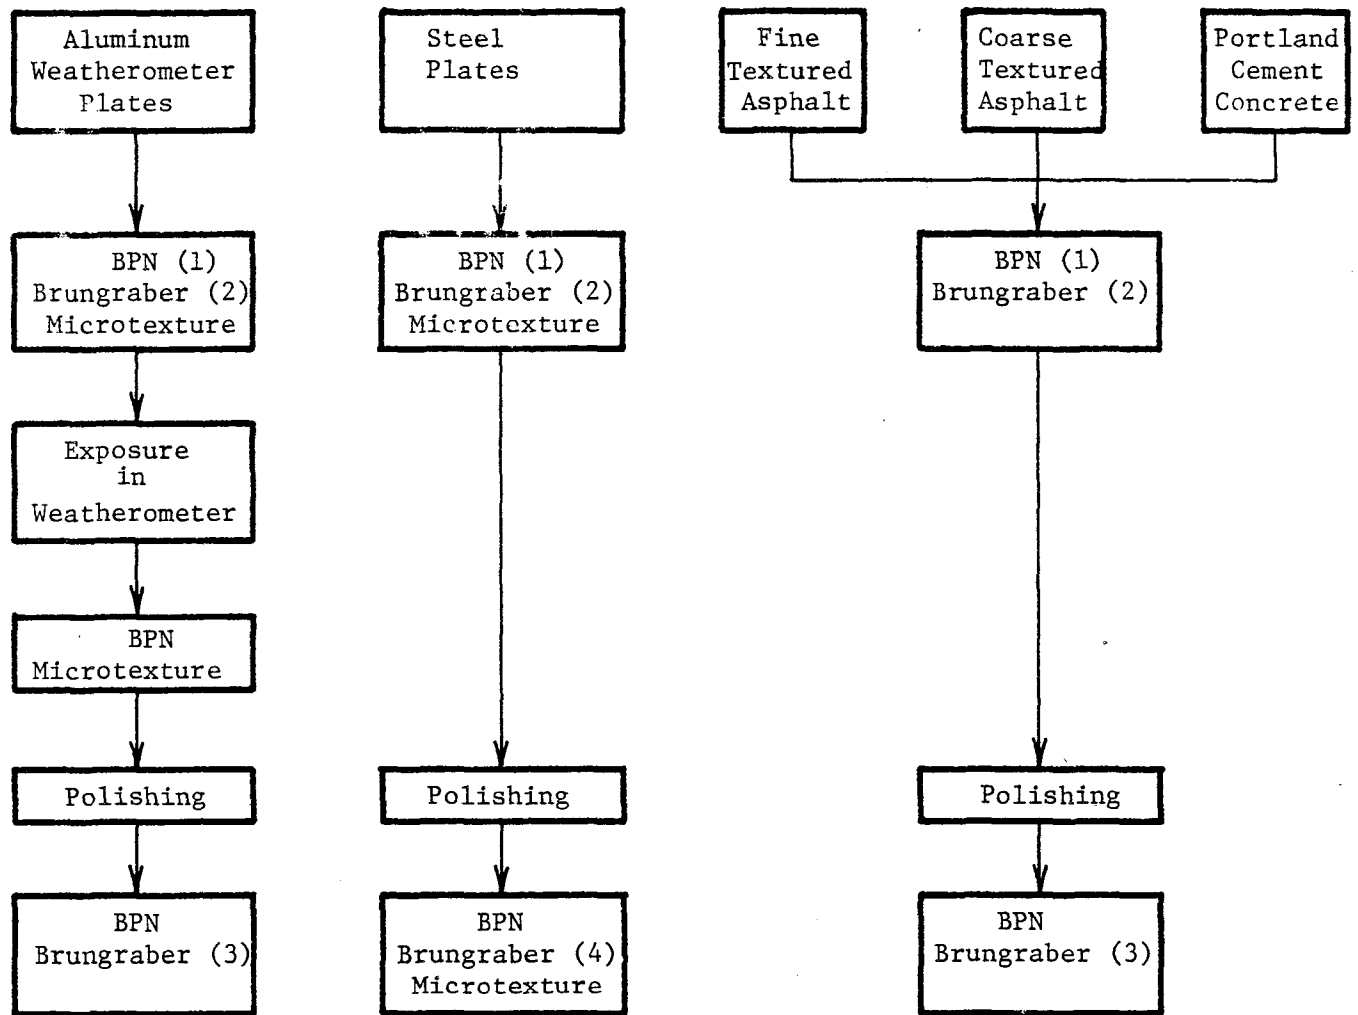 Aluminum
Weatherometer
Plates
Steel
Plates
Fine
Textured
Asphalt
Coarse
Textured
Asphalt
Portland
Cement
Concrete
BPN (1)
Brungraber (2)
Microtexture
BPN (1)
Brungraber (2)
Microtexture
BPN (1)
Brungraber (2)
Exposure
in
Weatherometer
BPN
Microtexture
Polishing
Polishing
Polishing
BPN
Brungraber (3)
BPN
Brungraber (4)
Microtexture
BPN
Brungraber (3)